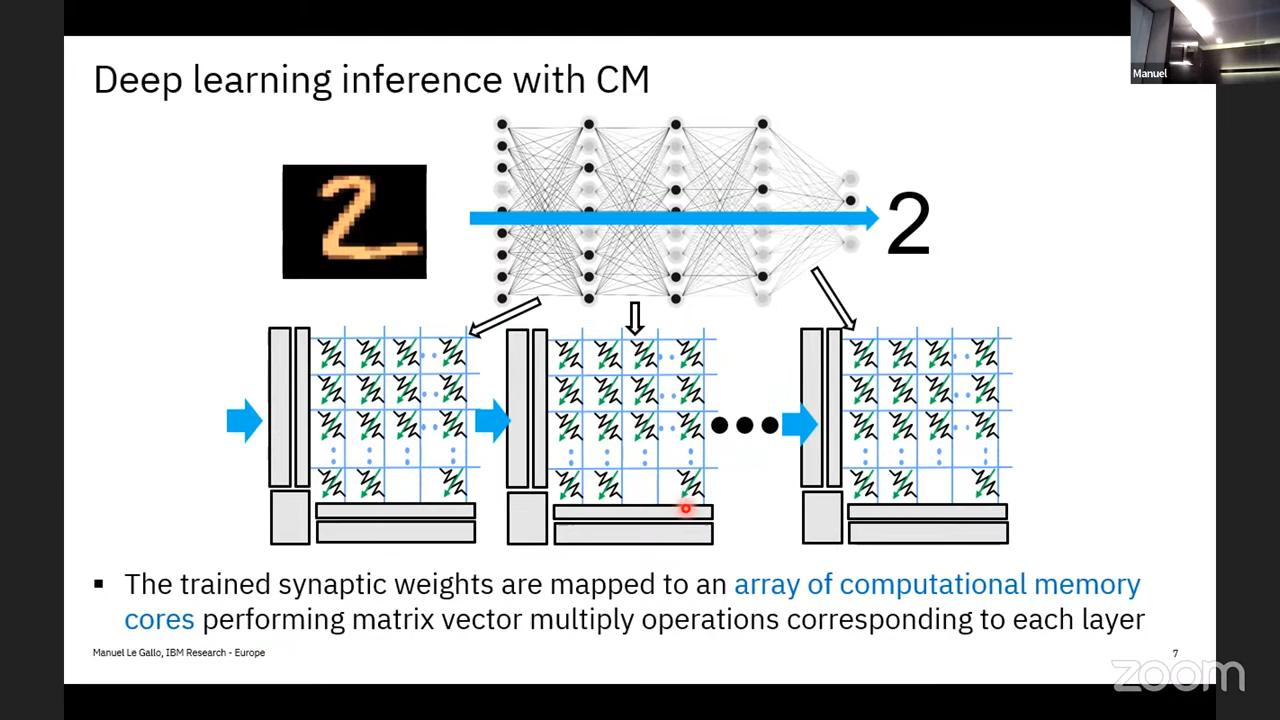 Manuel
Deep learning inference with CM
2
2
▪ The trained synaptic weights are mapped to an array of computational memory
cores performing matrix vector multiply operations corresponding to each layer
Manuel Le Gallo, IBM Research - Europe
7
zoom